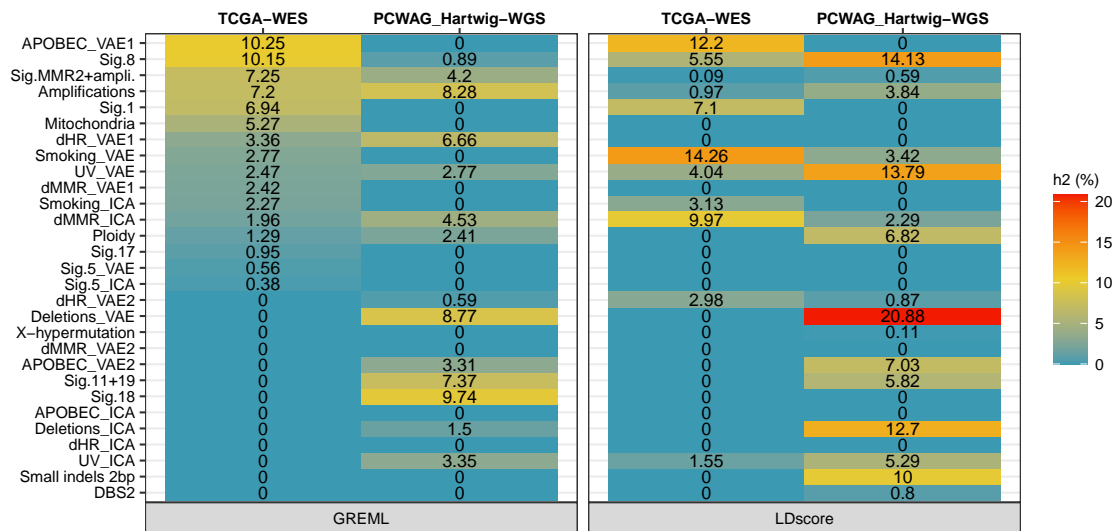 TCGA−WES PCWAG_Hartwig−WGS TCGA−WES PCWAG_Hartwig−WGS
APOBEC_VAE1 10.25 0 12.2 0
Sig.8 10.15 0.89 5.55 14.13
Sig.MMR2+ampli. 7.25 4.2 0.09 0.59
Amplifications 7.2 8.28 0.97 3.84
Sig.1 6.94 0 7.1 0
Mitochondria 5.27 0 0 0
dHR_VAE1 3.36 6.66 0 0
Smoking_VAE 2.77 0 14.26 3.42
UV_VAE 2.47 2.77 4.04 13.79
dMMR_VAE1 2.42 0 0 0
Smoking_ICA 2.27 0 3.13 0
dMMR_ICA 1.96 4.53 9.97 2.29
Ploidy 1.29 2.41 0 6.82
Sig.17 0.95 0 0 0
Sig.5_VAE 0.56 0 0 0
Sig.5_ICA 0.38 0 0 0
dHR_VAE2 0 0.59 2.98 0.87
Deletions_VAE 0 8.77 0 20.88
X−hypermutation 0 0 0 0.11
dMMR_VAE2 0 0 0 0
APOBEC_VAE2 0 3.31 0 7.03
Sig.11+19 0 7.37 0 5.82
Sig.18 0 9.74 0 0
APOBEC_ICA 0 0 0 0
Deletions_ICA 0 1.5 0 12.7
dHR_ICA 0 0 0 0
UV_ICA 0 3.35 1.55 5.29
Small indels 2bp 0 0 0 10
DBS2 0 0 0 0.8
GREML LDscore
h2 (%)
20
15
10
5
0